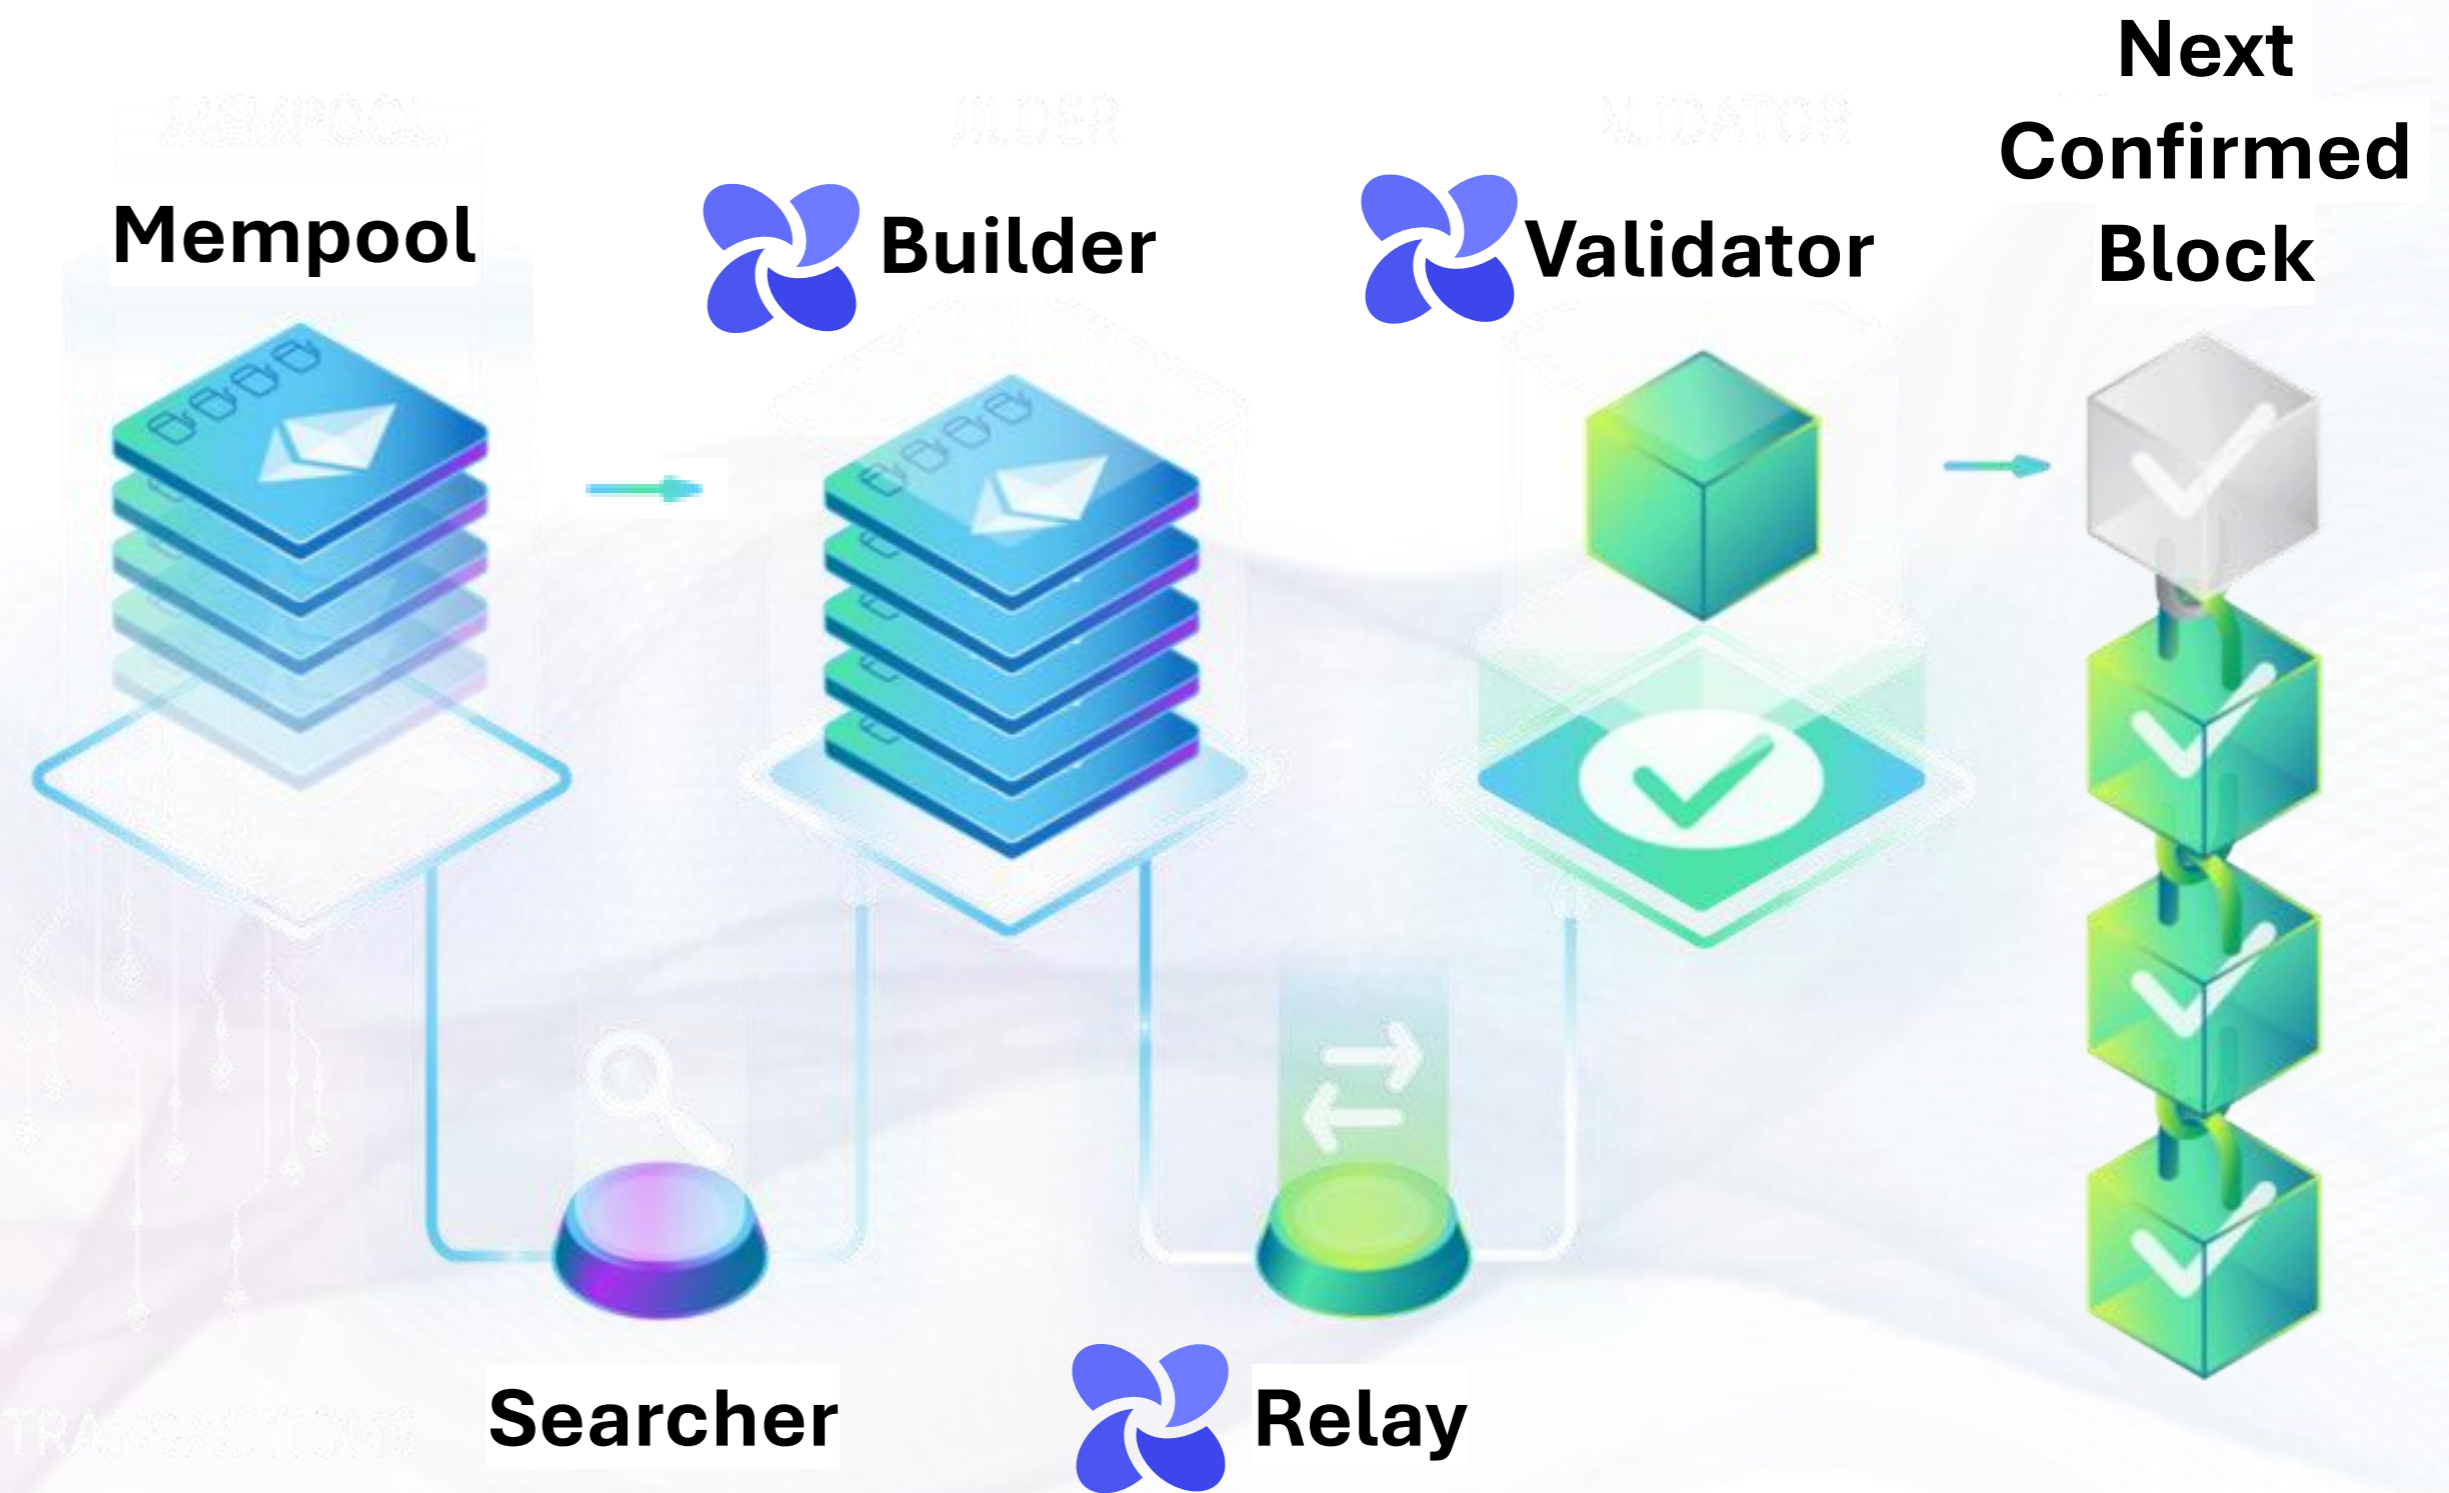 Next
Confirmed
Block
Mempool
Builder
Validator
Searcher
Relay